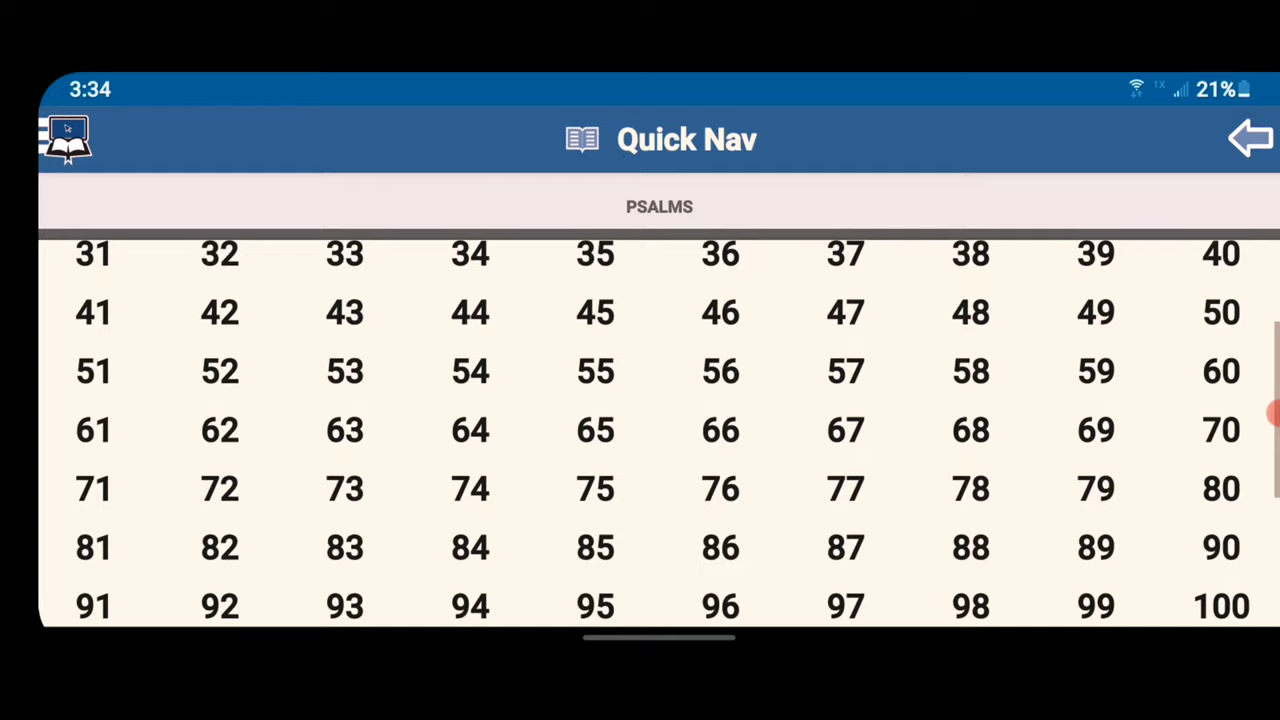 3:34 1X 21%
Quick Nav
PSALMS
31 32 33 34 35 36 37 38 39 40
41 42 43 44 45 46 47 48 49 50
51 52 53 54 55 56 57 58 59 60
61 62 63 64 65 66 67 68 69 70
71 72 73 74 75 76 77 78 79 80
81 82 83 84 85 86 87 88 89 90
91 92 93 94 95 96 97 98 99 100